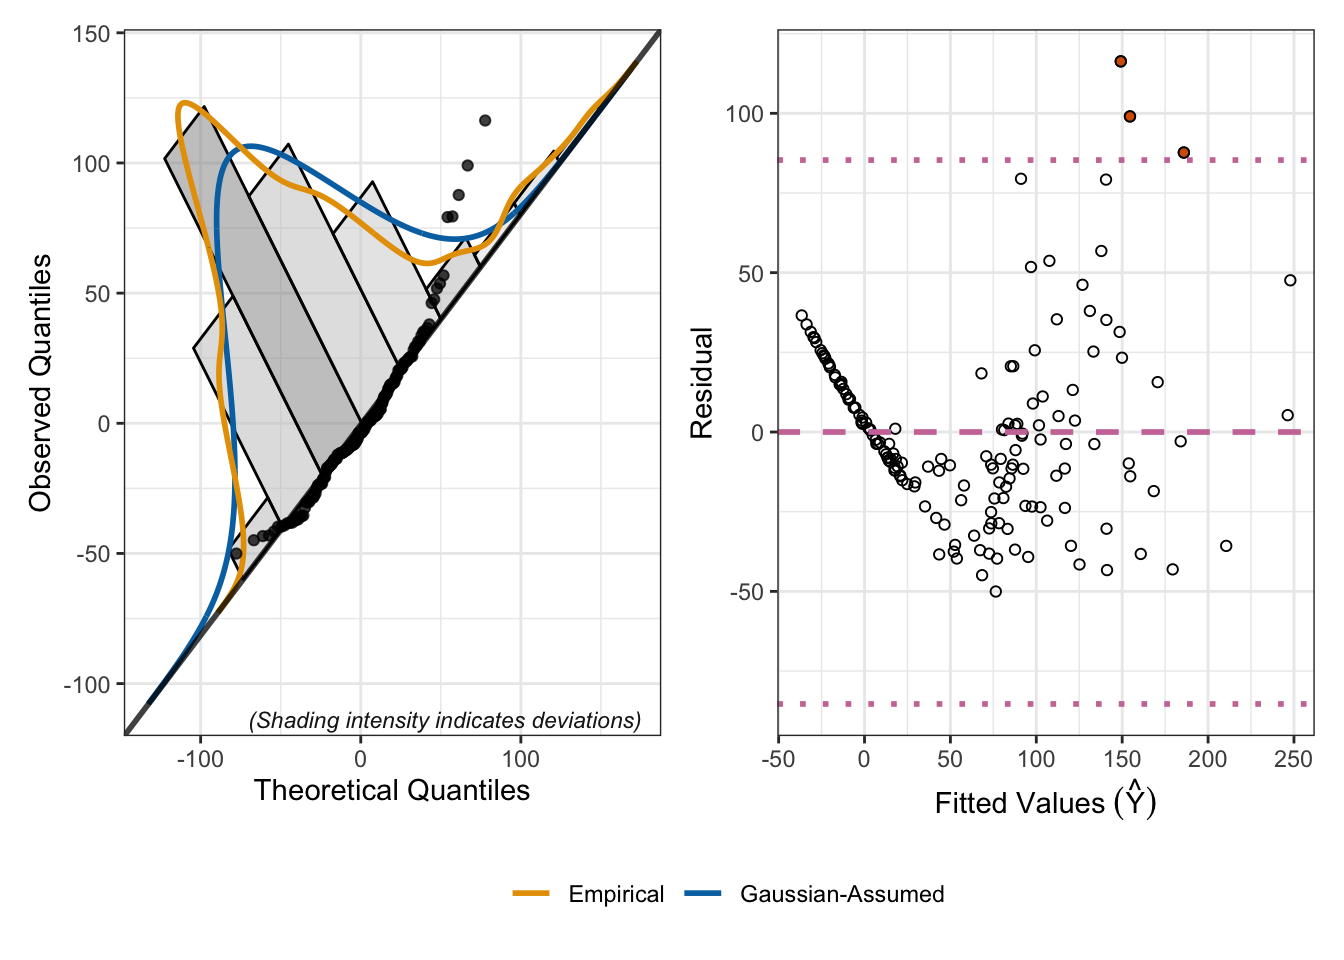 150
100
50
0
-50
-100
Observed Quantiles
(Shading intensity indicates deviations)
-100
0
100
Theoretical Quantiles
100
50
0
-50
Residual
-50
0
50
100
150
200
250
Fitted Values (Ŷ)
Empirical
Gaussian-Assumed